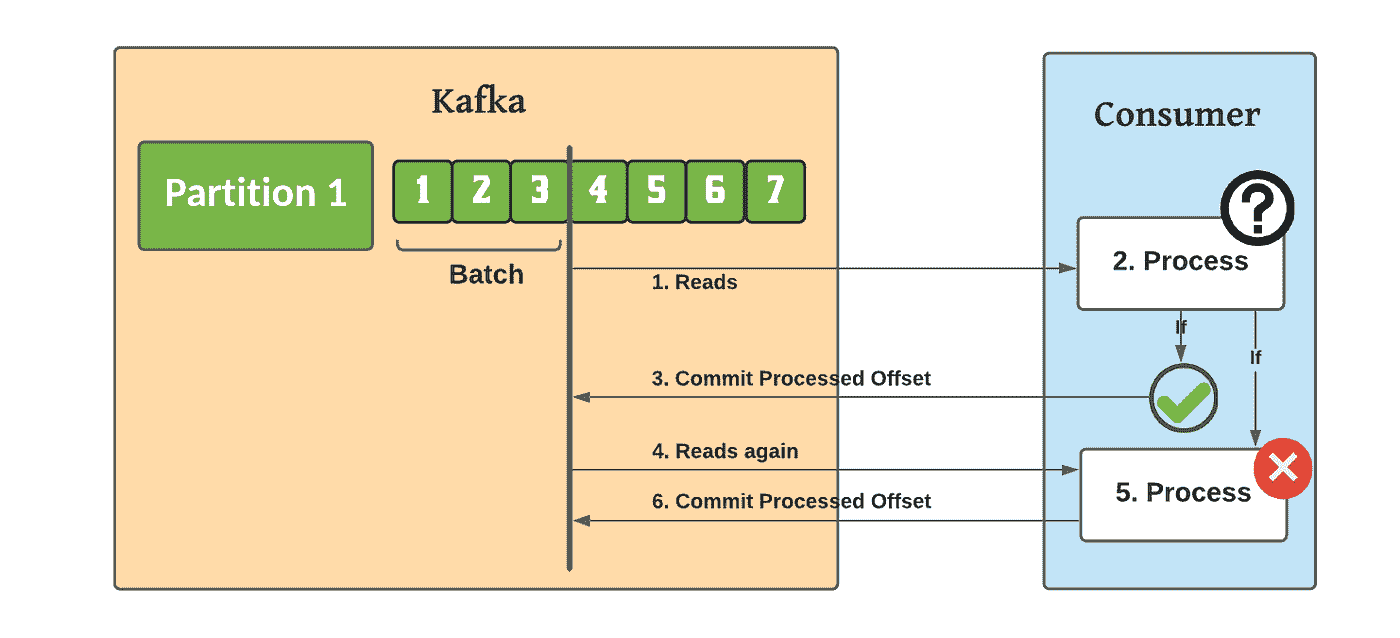 Kafka
Consumer
Partition 1
1 2 3 4 5 6 7
?
Batch
2. Process
1. Reads
If
If
3. Commit Processed Offset
4. Reads again
5. Process
6. Commit Processed Offset